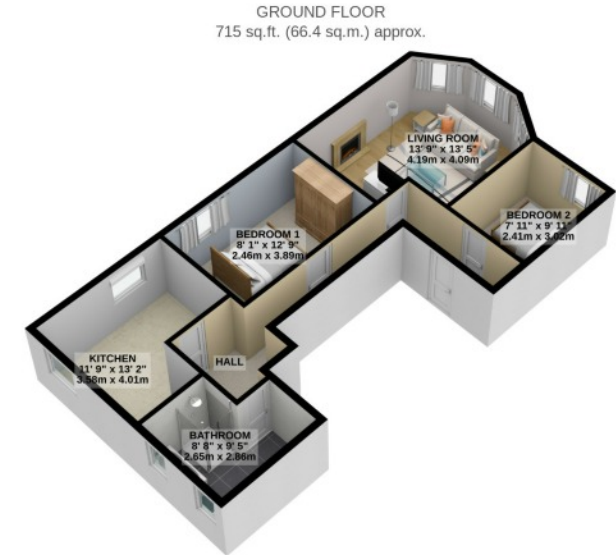 GROUND FLOOR
715 sq.ft. (66.4 sq.m.) approx.
LIVING ROOM
13' 9" x 13' 5"
4.19m x 4.09m
BEDROOM 2
7' 11" x 9' 11"
2.41m x 3.02m
BEDROOM 1
8' 1" x 12' 9"
2.46m x 3.89m
KITCHEN
11' 9" x 13' 2"
3.58m x 4.01m
HALL
BATHROOM
8' 8" x 9' 5"
2.65m x 2.86m